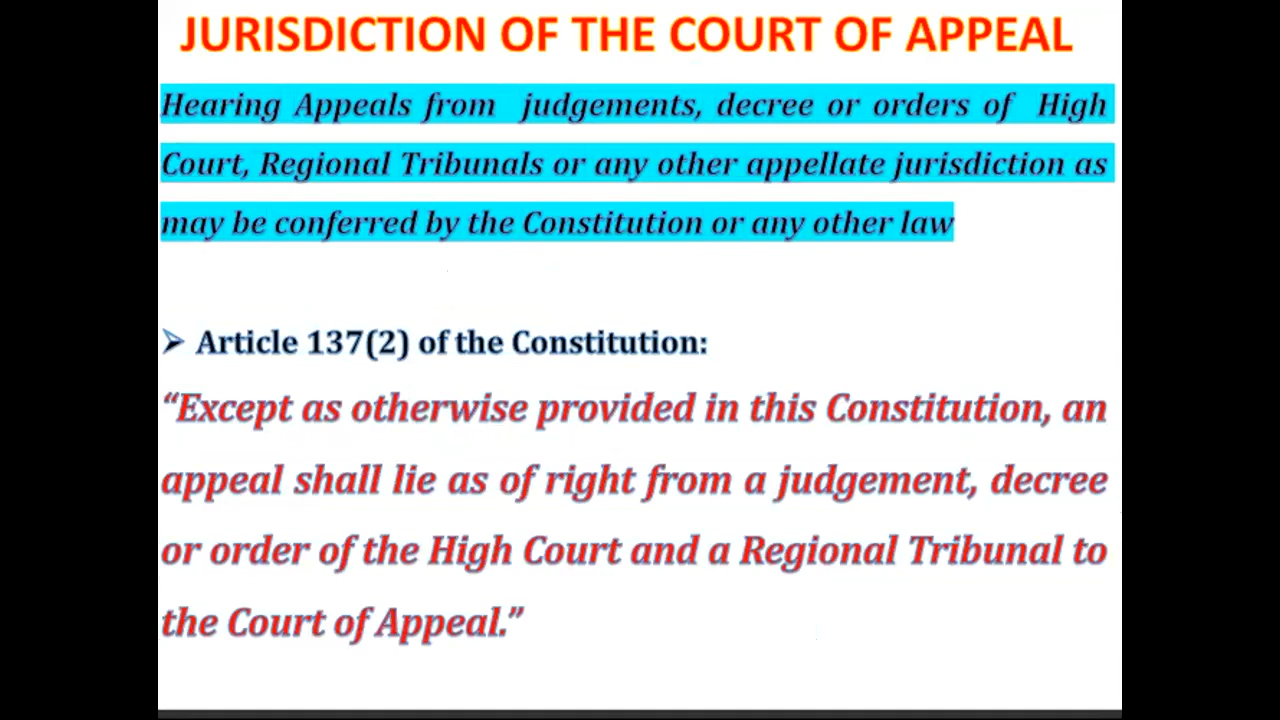 JURISDICTION OF THE COURT OF APPEAL
Hearing Appeals from judgements, decree or orders of High
Court, Regional Tribunals or any other appellate jurisdiction as
may be conferred by the Constitution or any other law
➢ Article 137(2) of the Constitution:
“Except as otherwise provided in this Constitution, an
appeal shall lie as of right from a judgement, decree
or order of the High Court and a Regional Tribunal to
the Court of Appeal.”